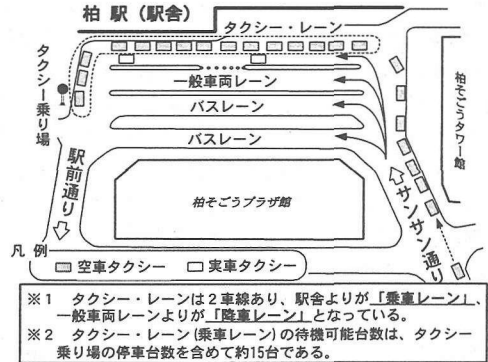 柏 駅（駅舎）
タクシー・レーン
タクシー乗り場
一般車両レーン
バスレーン
バスレーン
柏そごうタワー館
柏そごうプラザ館
駅前通り
サンサン通り
凡 例
空車タクシー 実車タクシー
※１ タクシー・レーンは２車線あり、駅舎よりが「乗車レーン」、
一般車両レーンよりが「降車レーン」となっている。
※２ タクシー・レーン(乗車レーン）の待機可能台数は、タクシー
乗り場の停車台数を含めて約15台である。